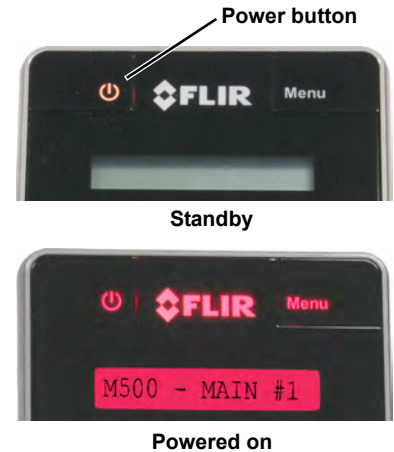 Power button
FLIR Menu
Standby
FLIR Menu
M500 - MAIN #1
Powered on